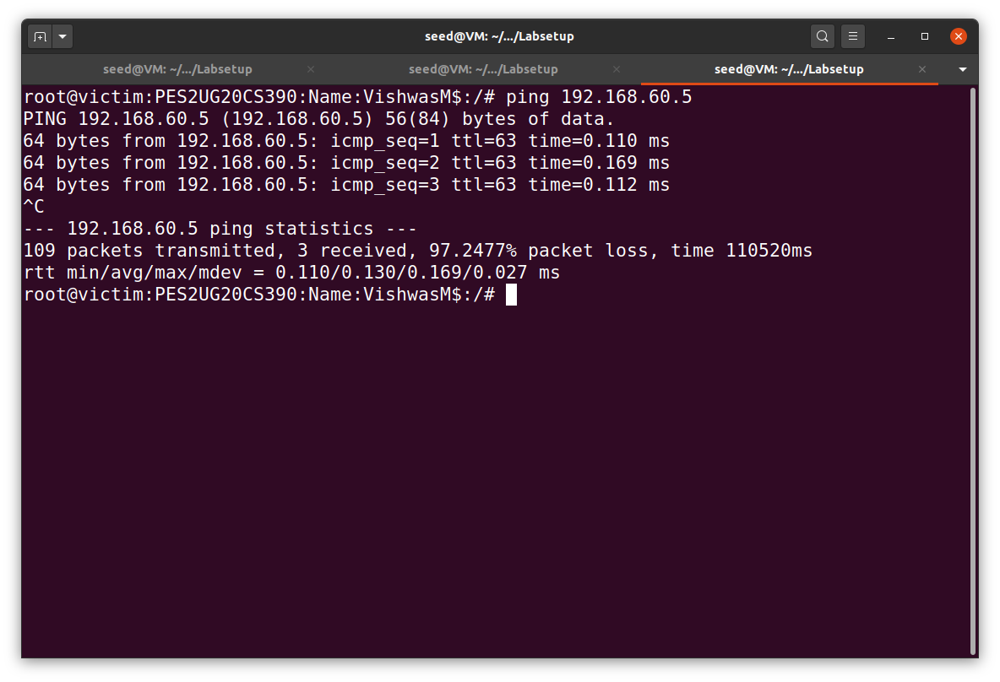 seed@VM: ~/.../Labsetup
seed@VM: ~/.../Labsetup
seed@VM: ~/.../Labsetup
seed@VM: ~/.../Labsetup
root@victim:PES2UG20CS390:Name:VishwasM$:/# ping 192.168.60.5
PING 192.168.60.5 (192.168.60.5) 56(84) bytes of data.
64 bytes from 192.168.60.5: icmp_seq=1 ttl=63 time=0.110 ms
64 bytes from 192.168.60.5: icmp_seq=2 ttl=63 time=0.169 ms
64 bytes from 192.168.60.5: icmp_seq=3 ttl=63 time=0.112 ms
^C
--- 192.168.60.5 ping statistics ---
109 packets transmitted, 3 received, 97.2477% packet loss, time 110520ms
rtt min/avg/max/mdev = 0.110/0.130/0.169/0.027 ms
root@victim:PES2UG20CS390:Name:VishwasM$:/#